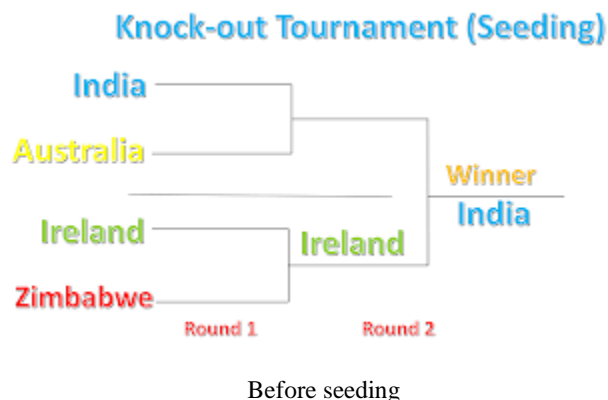 Knock-out Tournament (Seeding)
India
Australia
Winner
India
Ireland
Ireland
Zimbabwe
Round 1
Round 2
Before seeding